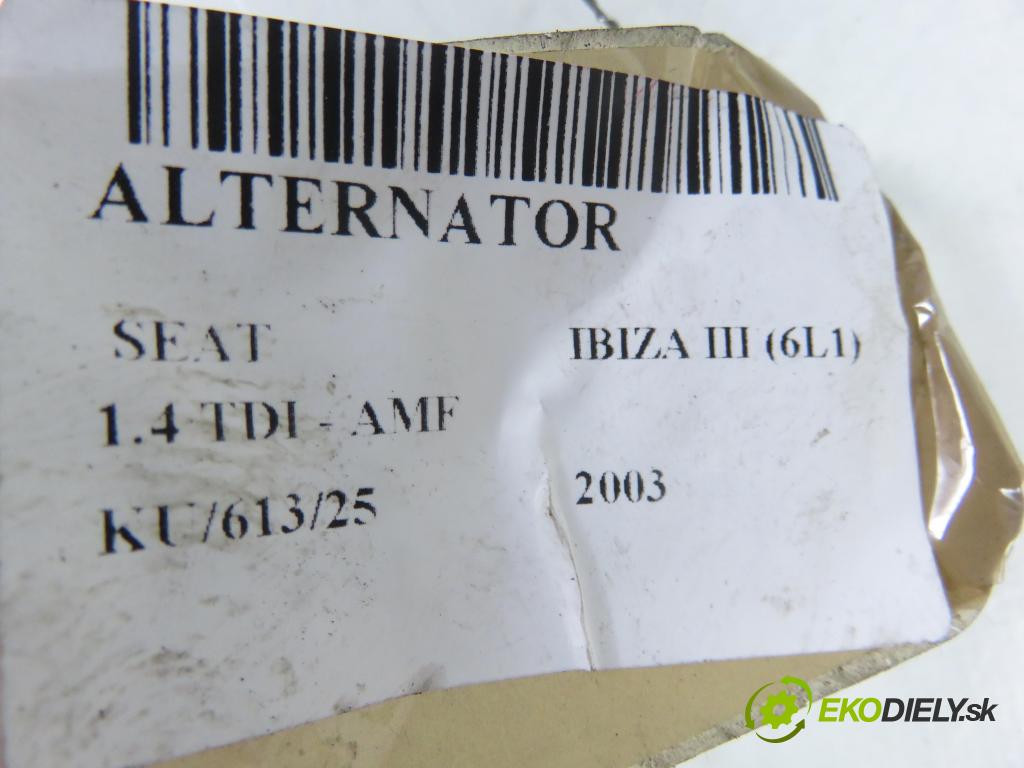 ALTERNATOR
SEAT IBIZA III (6L1)
1.4 TDI - AMF
KU/613/25 2003
EKODIELY.sk